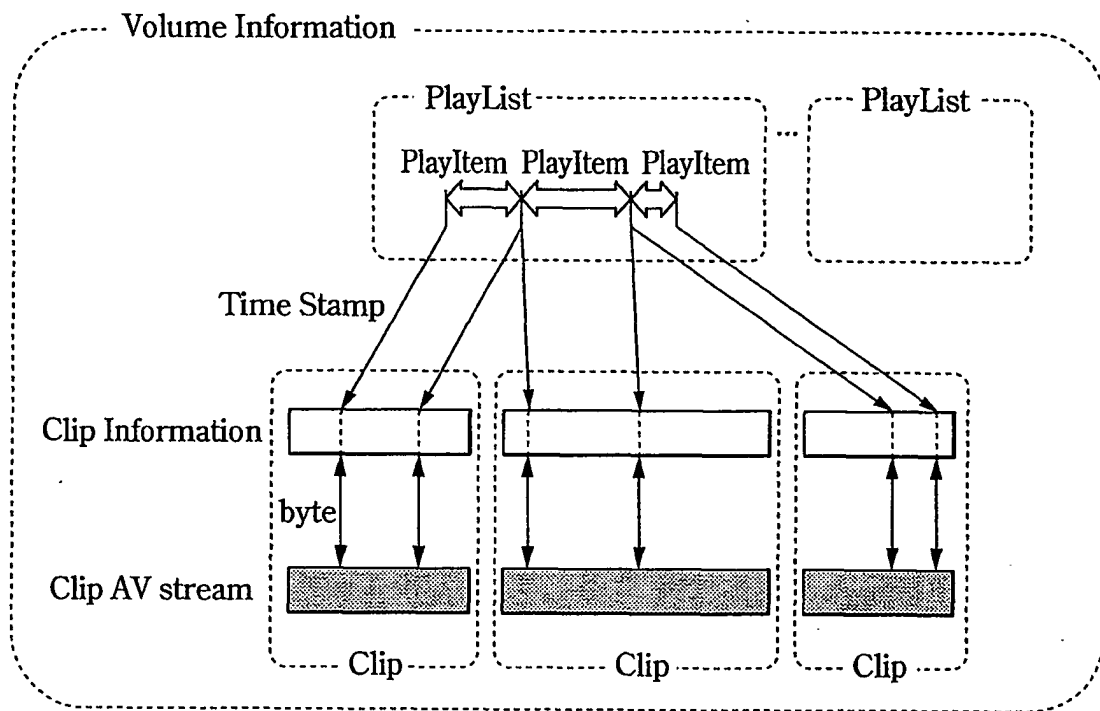 Volume Information
PlayList
...
PlayList
PlayItem PlayItem PlayItem
Time Stamp
Clip Information
byte
Clip AV stream
Clip
Clip
Clip